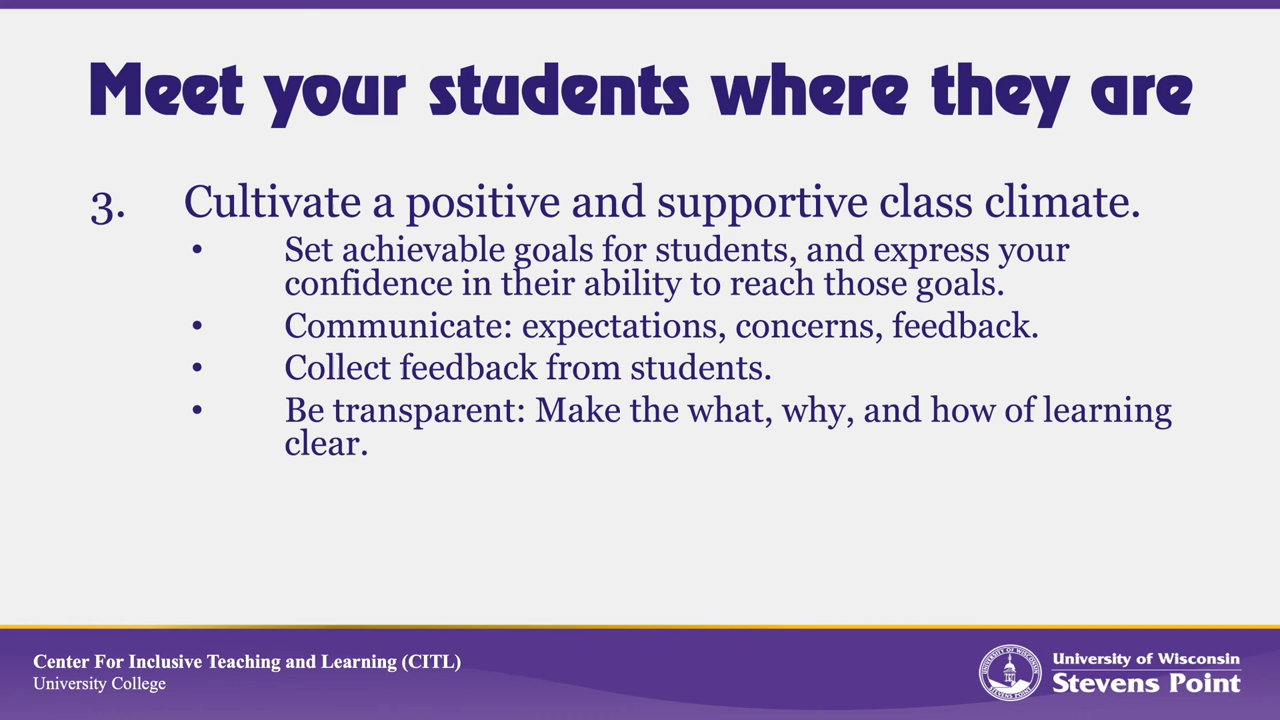 Meet your students where they are
3. Cultivate a positive and supportive class climate.
• Set achievable goals for students, and express your
confidence in their ability to reach those goals.
• Communicate: expectations, concerns, feedback.
• Collect feedback from students.
• Be transparent: Make the what, why, and how of learning
clear.
Center For Inclusive Teaching and Learning (CITL)
University College
University of Wisconsin
Stevens Point